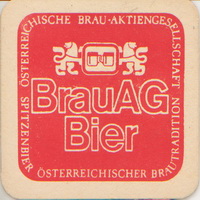 ÖSTERREICHISCHE BRAU-AKTIENGESELLSCHAFT
BrauAG
Bier
SPITZENBIER ÖSTERREICHISCHER BRAUTRADITION